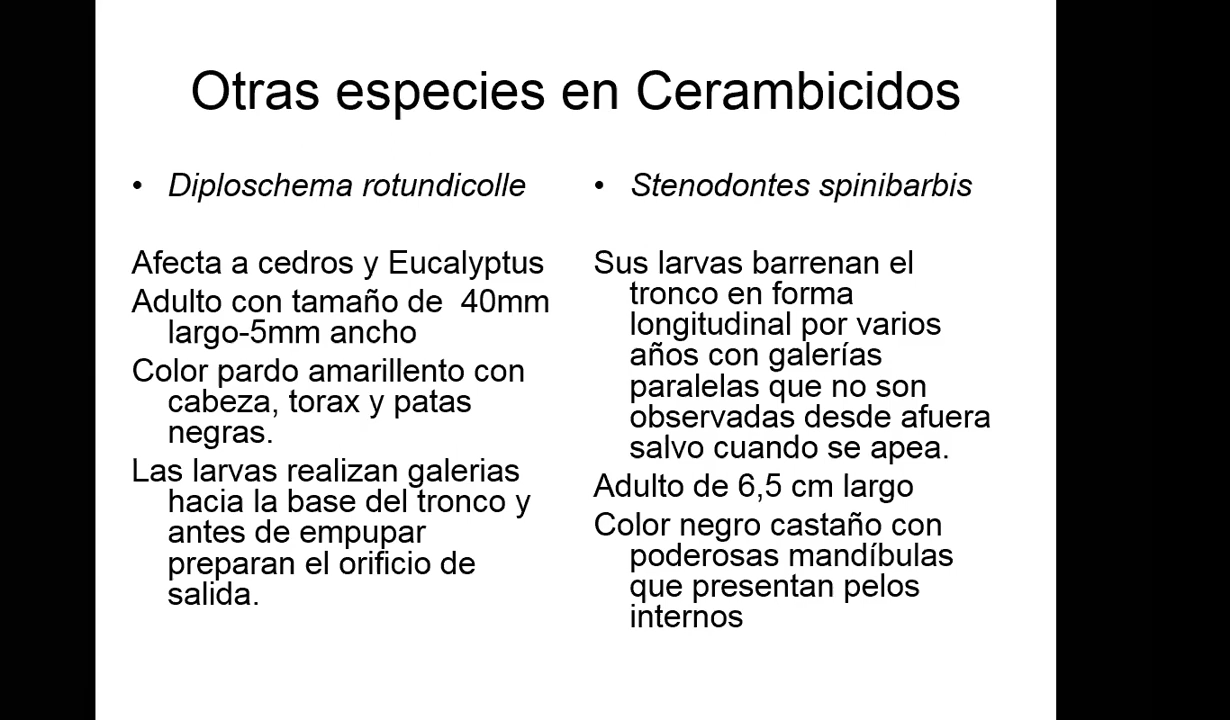 Otras especies en Cerambicidos
• Diploschema rotundicolle
Afecta a cedros y Eucalyptus
Adulto con tamaño de  40mm
largo-5mm ancho
Color pardo amarillento con
cabeza, torax y patas
negras.
Las larvas realizan galerias
hacia la base del tronco y
antes de empupar
preparan el orificio de
salida.
• Stenodontes spinibarbis
Sus larvas barrenan el
tronco en forma
longitudinal por varios
años con galerías
paralelas que no son
observadas desde afuera
salvo cuando se apea.
Adulto de 6,5 cm largo
Color negro castaño con
poderosas mandíbulas
que presentan pelos
internos